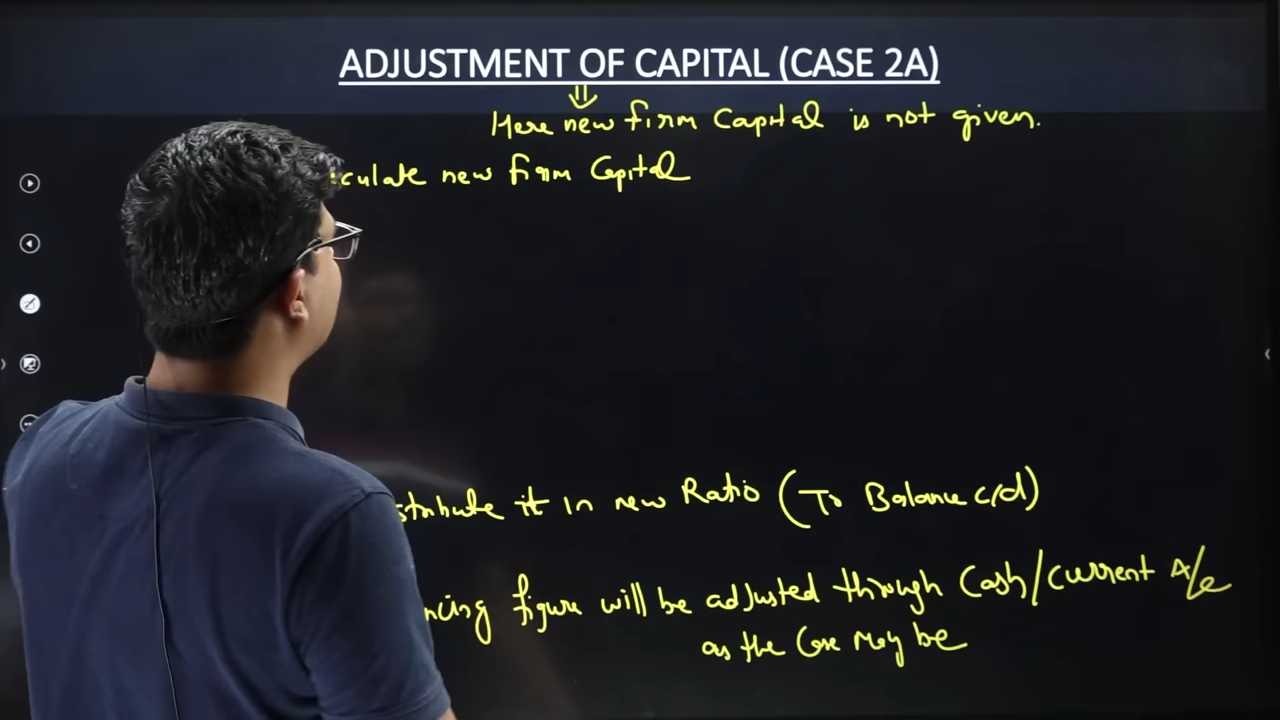 ADJUSTMENT OF CAPITAL (CASE 2A)
Here new firm Capital is not given.
culate new firm Capital
stribute it in new Ratio (To Balance c/d)
ncing figure will be adjusted through Cash/current A/c
as the Case May be